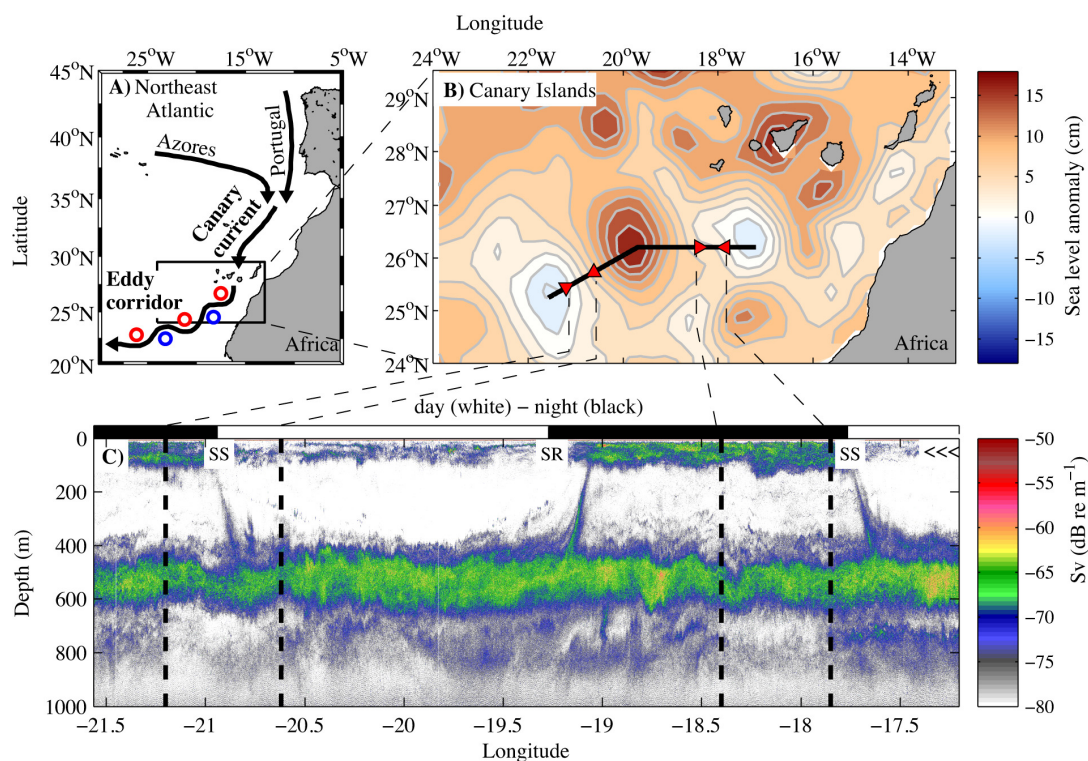 Longitude
25°W 15°W 5°W
24°W 22°W 20°W 18°W 16°W 14°W
45°N
40°N
35°N
30°N
25°N
20°N
Latitude
A) Northeast
Atlantic
Azores
Portugal
Canary
current
Eddy
corridor
Africa
29°N
28°N
27°N
26°N
25°N
24°N
B) Canary Islands
Africa
10
5
0
−5
−10
−15
Sea level anomaly (cm)
day (white) − night (black)
C)
SS
SR
SS
<<<
0
200
400
600
800
1000
Depth (m)
−21.5 −21 −20.5 −20 −19.5 −19 −18.5 −18 −17.5
Longitude
−50
−55
−60
−65
−70
−75
−80
Sv (dB re m⁻¹)